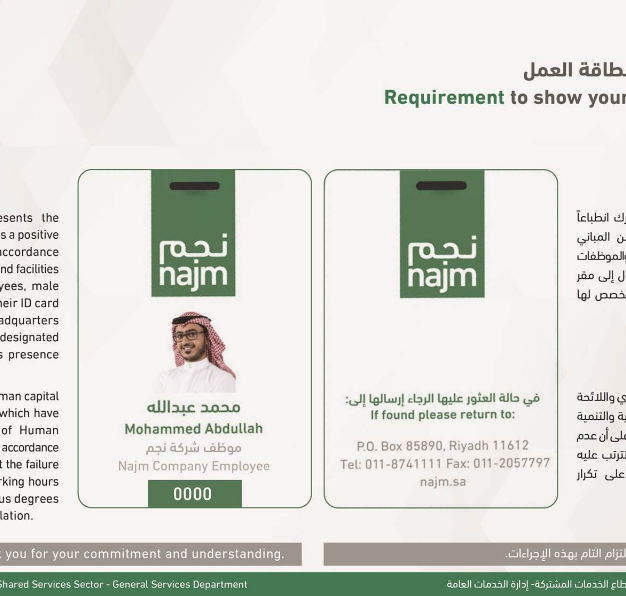 طاقة العمل
Requirement to show your
esents the
s a positive
accordance
nd facilities
yees, male
heir ID card
adquarters
designated
s presence
man capital
which have
of Human
accordance
t the failure
rking hours
us degrees
lation.
نجم
najm
محمد عبدالله
Mohammed Abdullah
موظف شركة نجم
Najm Company Employee
0000
نجم
najm
في حالة العثور عليها الرجاء إرسالها إلى:
If found please return to:
P.O. Box 85890, Riyadh 11612
Tel: 011-8741111 Fax: 011-2057797
najm.sa
رك انطباعاً
ن المباني
والموظفات
ول إلى مقر
خصص لها
ي واللائحة
ية والتنمية
على أن عدم
تترتب عليه
على تكرار
you for your commitment and understanding.
لتزام التام بهذه الإجراءات.
Shared Services Sector - General Services Department
طاع الخدمات المشتركة- إدارة الخدمات العامة